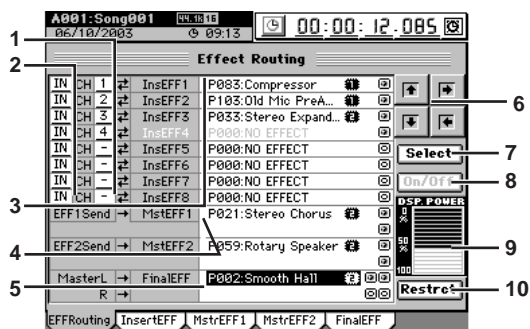 A001:Song001 44.1K 16 00:00:12.085
06/10/2003 09:13
Effect Routing
IN CH 1 ⇄ InsEFF1 P083:Compressor
IN CH 2 ⇄ InsEFF2 P103:Old Mic PreA…
IN CH 3 ⇄ InsEFF3 P033:Stereo Expand…
IN CH 4 ⇄ InsEFF4 P000:NO EFFECT
IN CH - ⇄ InsEFF5 P000:NO EFFECT
IN CH - ⇄ InsEFF6 P000:NO EFFECT
IN CH - ⇄ InsEFF7 P000:NO EFFECT
IN CH - ⇄ InsEFF8 P000:NO EFFECT
EFF1Send → MstEFF1 P021:Stereo Chorus
EFF2Send → MstEFF2 P059:Rotary Speaker
MasterL → FinalEFF P002:Smooth Hall
R →
Select
On/Off
DSP.POWER
0
%
50
%
100
Restrct
EFFRouting InsertEFF MstrEFF1 MstrEFF2 FinalEFF
1
2
3
4
5
6
7
8
9
10